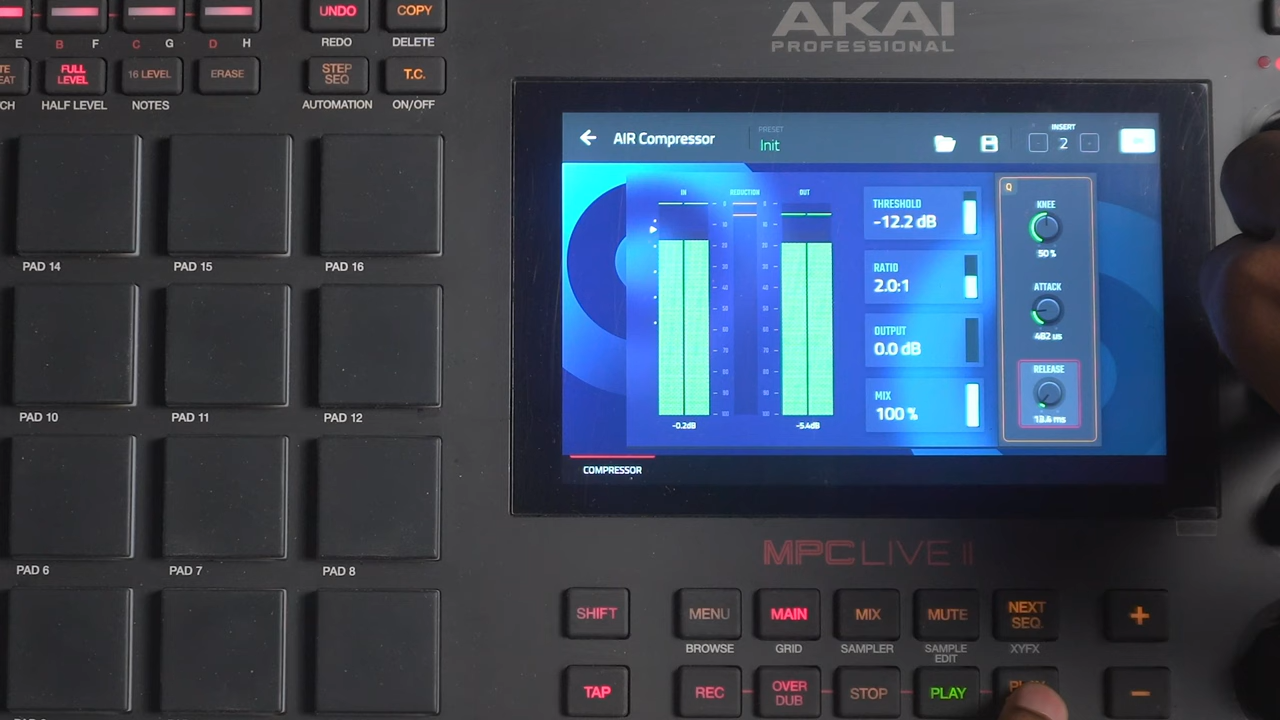 UNDO
COPY
E
B
F
C
G
D
H
REDO
DELETE
FULL
LEVEL
16 LEVEL
ERASE
STEP
SEQ
T.C.
HALF LEVEL
NOTES
AUTOMATION
ON/OFF
AKAI
PROFESSIONAL
AIR Compressor
PRESET
Init
INSERT
- 2 +
IN
REDUCTION
OUT
THRESHOLD
-12.2 dB
RATIO
2.0:1
OUTPUT
0.0 dB
MIX
100 %
-0.2dB
-5.4dB
Q
KNEE
50 %
ATTACK
482 us
RELEASE
COMPRESSOR
PAD 14
PAD 15
PAD 16
PAD 10
PAD 11
PAD 12
PAD 6
PAD 7
PAD 8
MPC LIVE II
SHIFT
MENU
MAIN
MIX
MUTE
NEXT
SEQ.
+
BROWSE
GRID
SAMPLER
SAMPLE
EDIT
XYFX
TAP
REC
OVER
DUB
STOP
PLAY
-